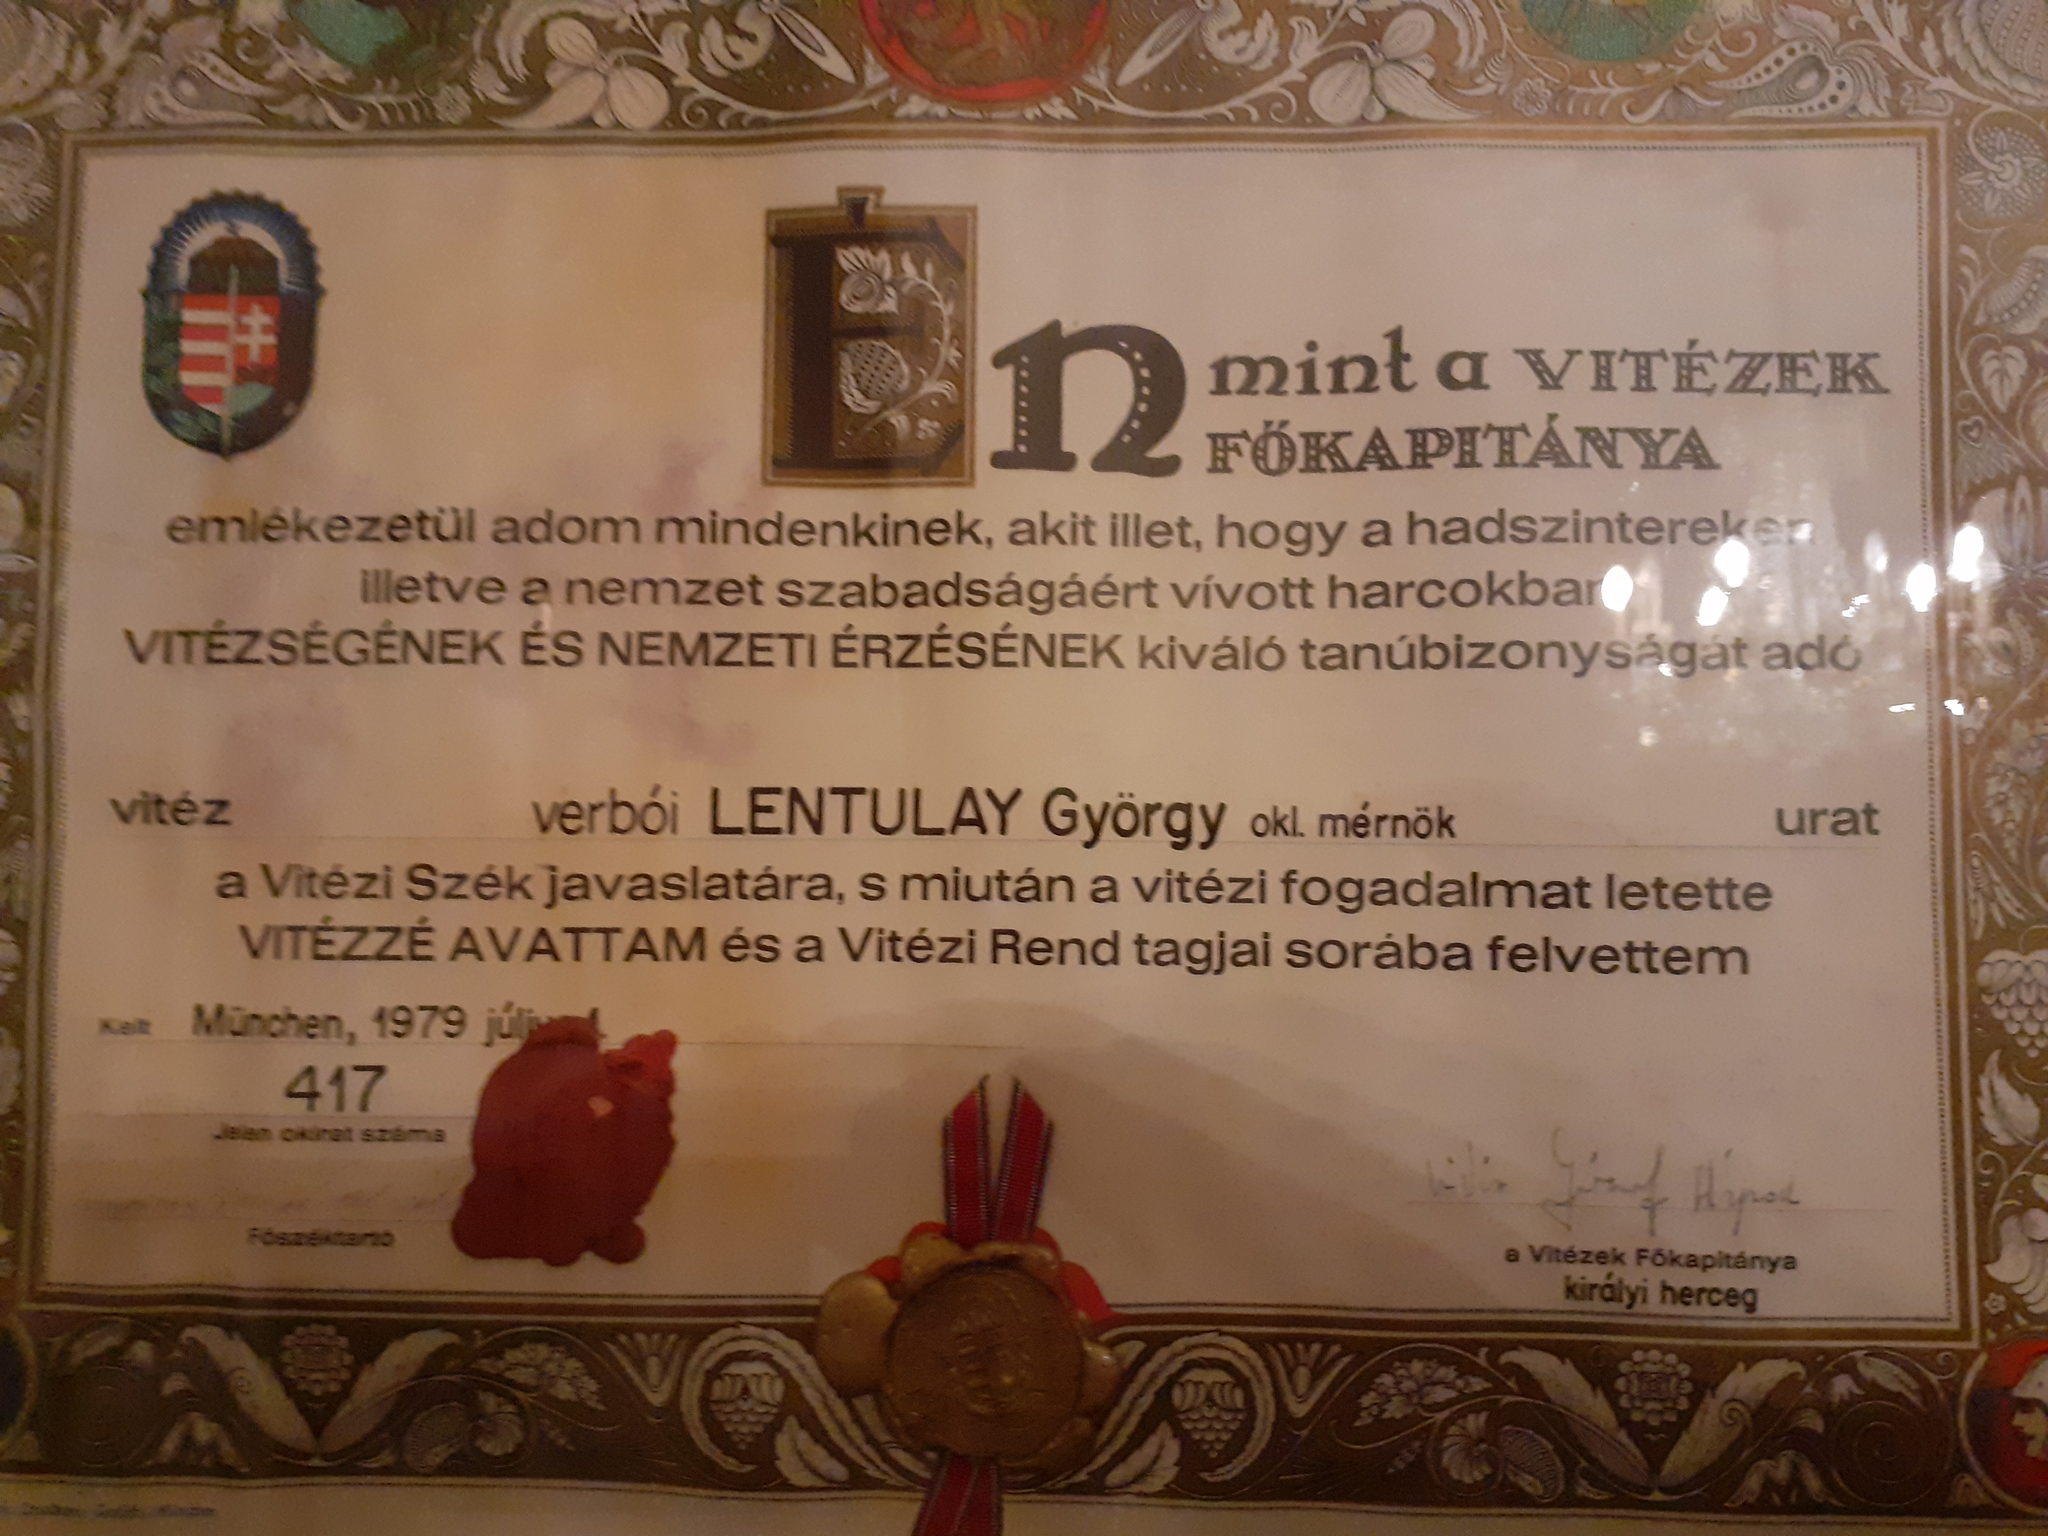 Én mint a VITÉZEK
FŐKAPITÁNYA
emlékezetül adom mindenkinek, akit illet, hogy a hadszintereken
illetve a nemzet szabadságáért vívott harcokban
VITÉZSÉGÉNEK ÉS NEMZETI ÉRZÉSÉNEK kiváló tanúbizonyságát adó
vitéz verbói LENTULAY György okl. mérnök urat
a Vitézi Szék javaslatára, s miután a vitézi fogadalmat letette
VITÉZZÉ AVATTAM és a Vitézi Rend tagjai sorába felvettem
Kelt München, 1979
417
Jelen okirat száma
Főszéktartó
József Árpád
a Vitézek Főkapitánya
királyi herceg